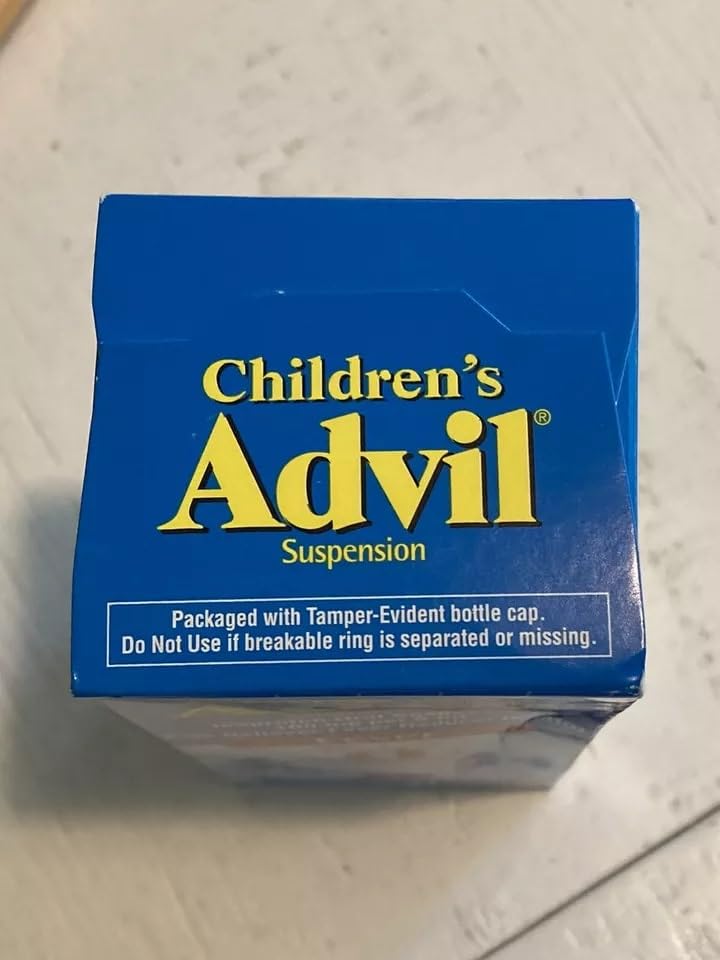 Children's
Advil®
Suspension
Packaged with Tamper-Evident bottle cap.
Do Not Use if breakable ring is separated or missing.